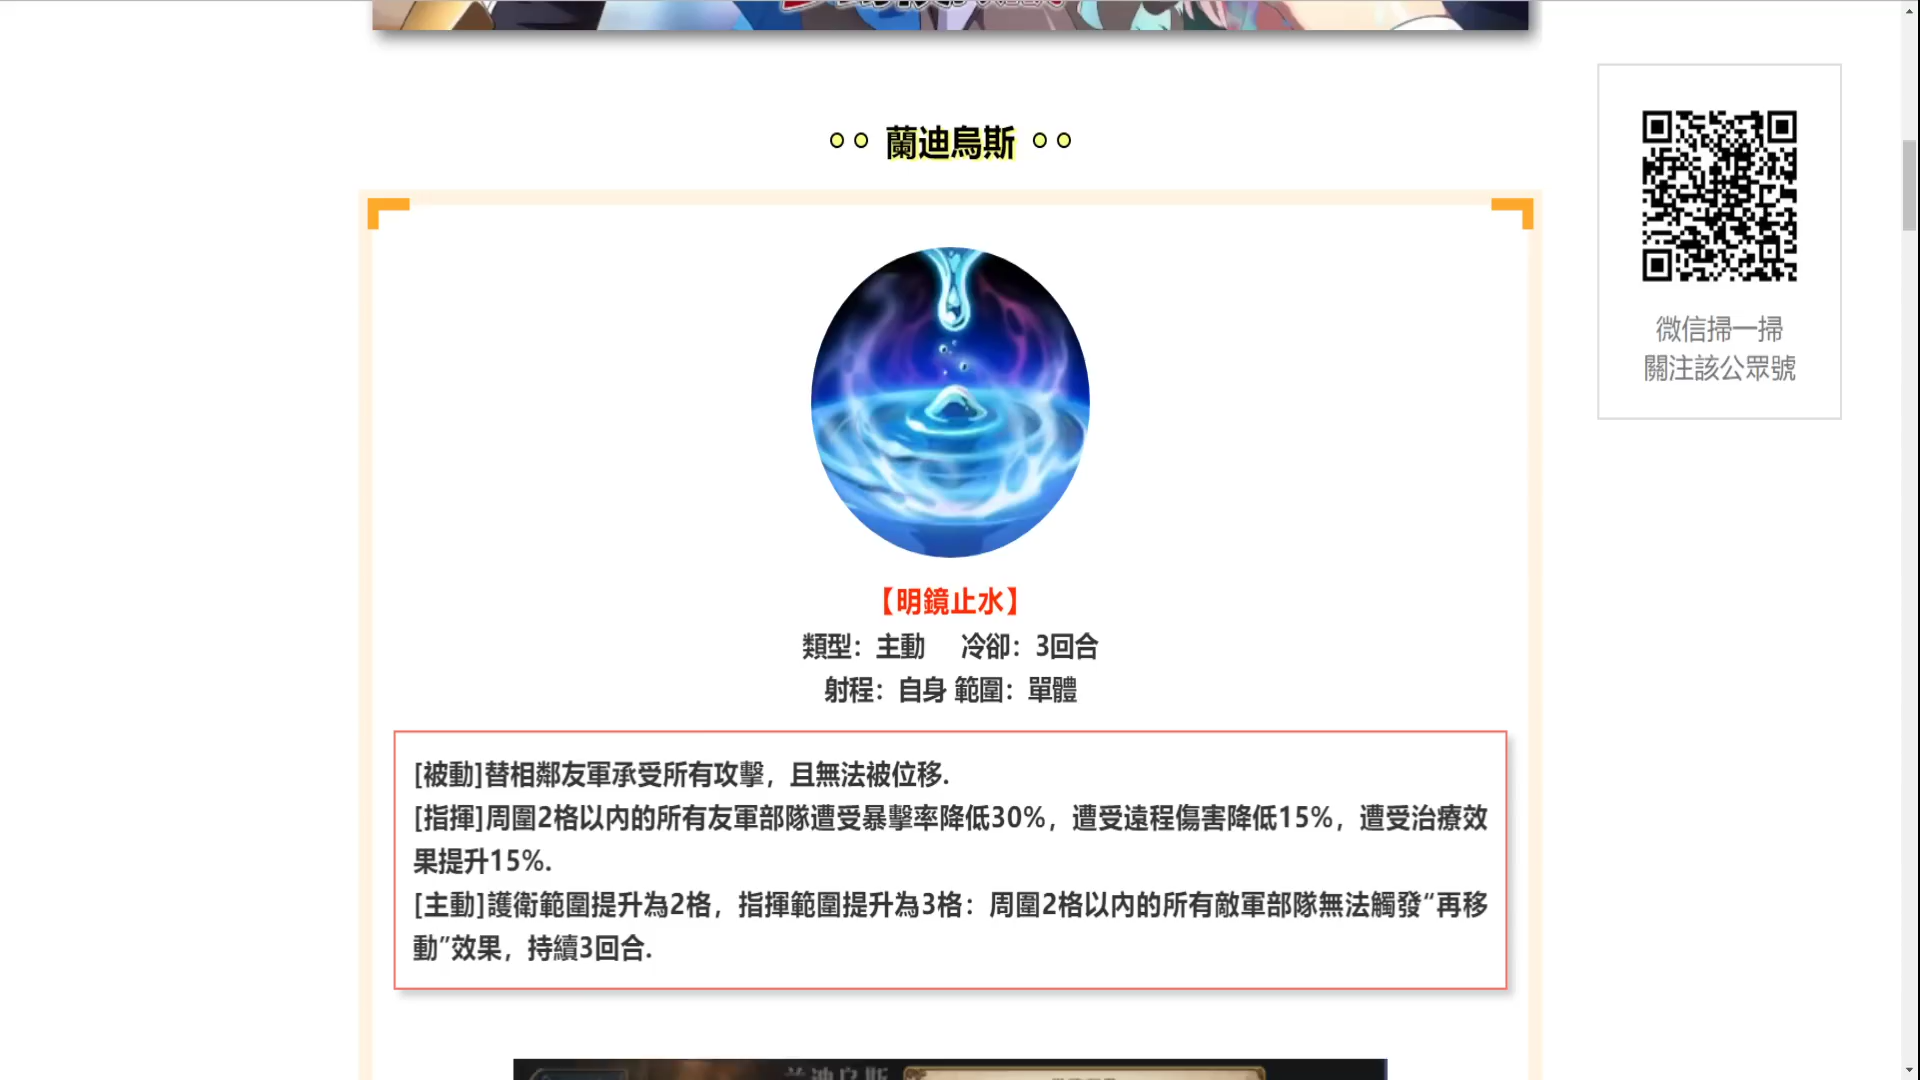 蘭迪烏斯
微信掃一掃
關注該公眾號
【明鏡止水】
類型：主動 冷卻：3回合
射程：自身 範圍：單體
[被動]替相鄰友軍承受所有攻擊，且無法被位移.
[指揮]周圍2格以內的所有友軍部隊遭受暴擊率降低30%，遭受遠程傷害降低15%，遭受治療效
果提升15%.
[主動]護衛範圍提升為2格，指揮範圍提升為3格：周圍2格以內的所有敵軍部隊無法觸發“再移
動”效果，持續3回合.